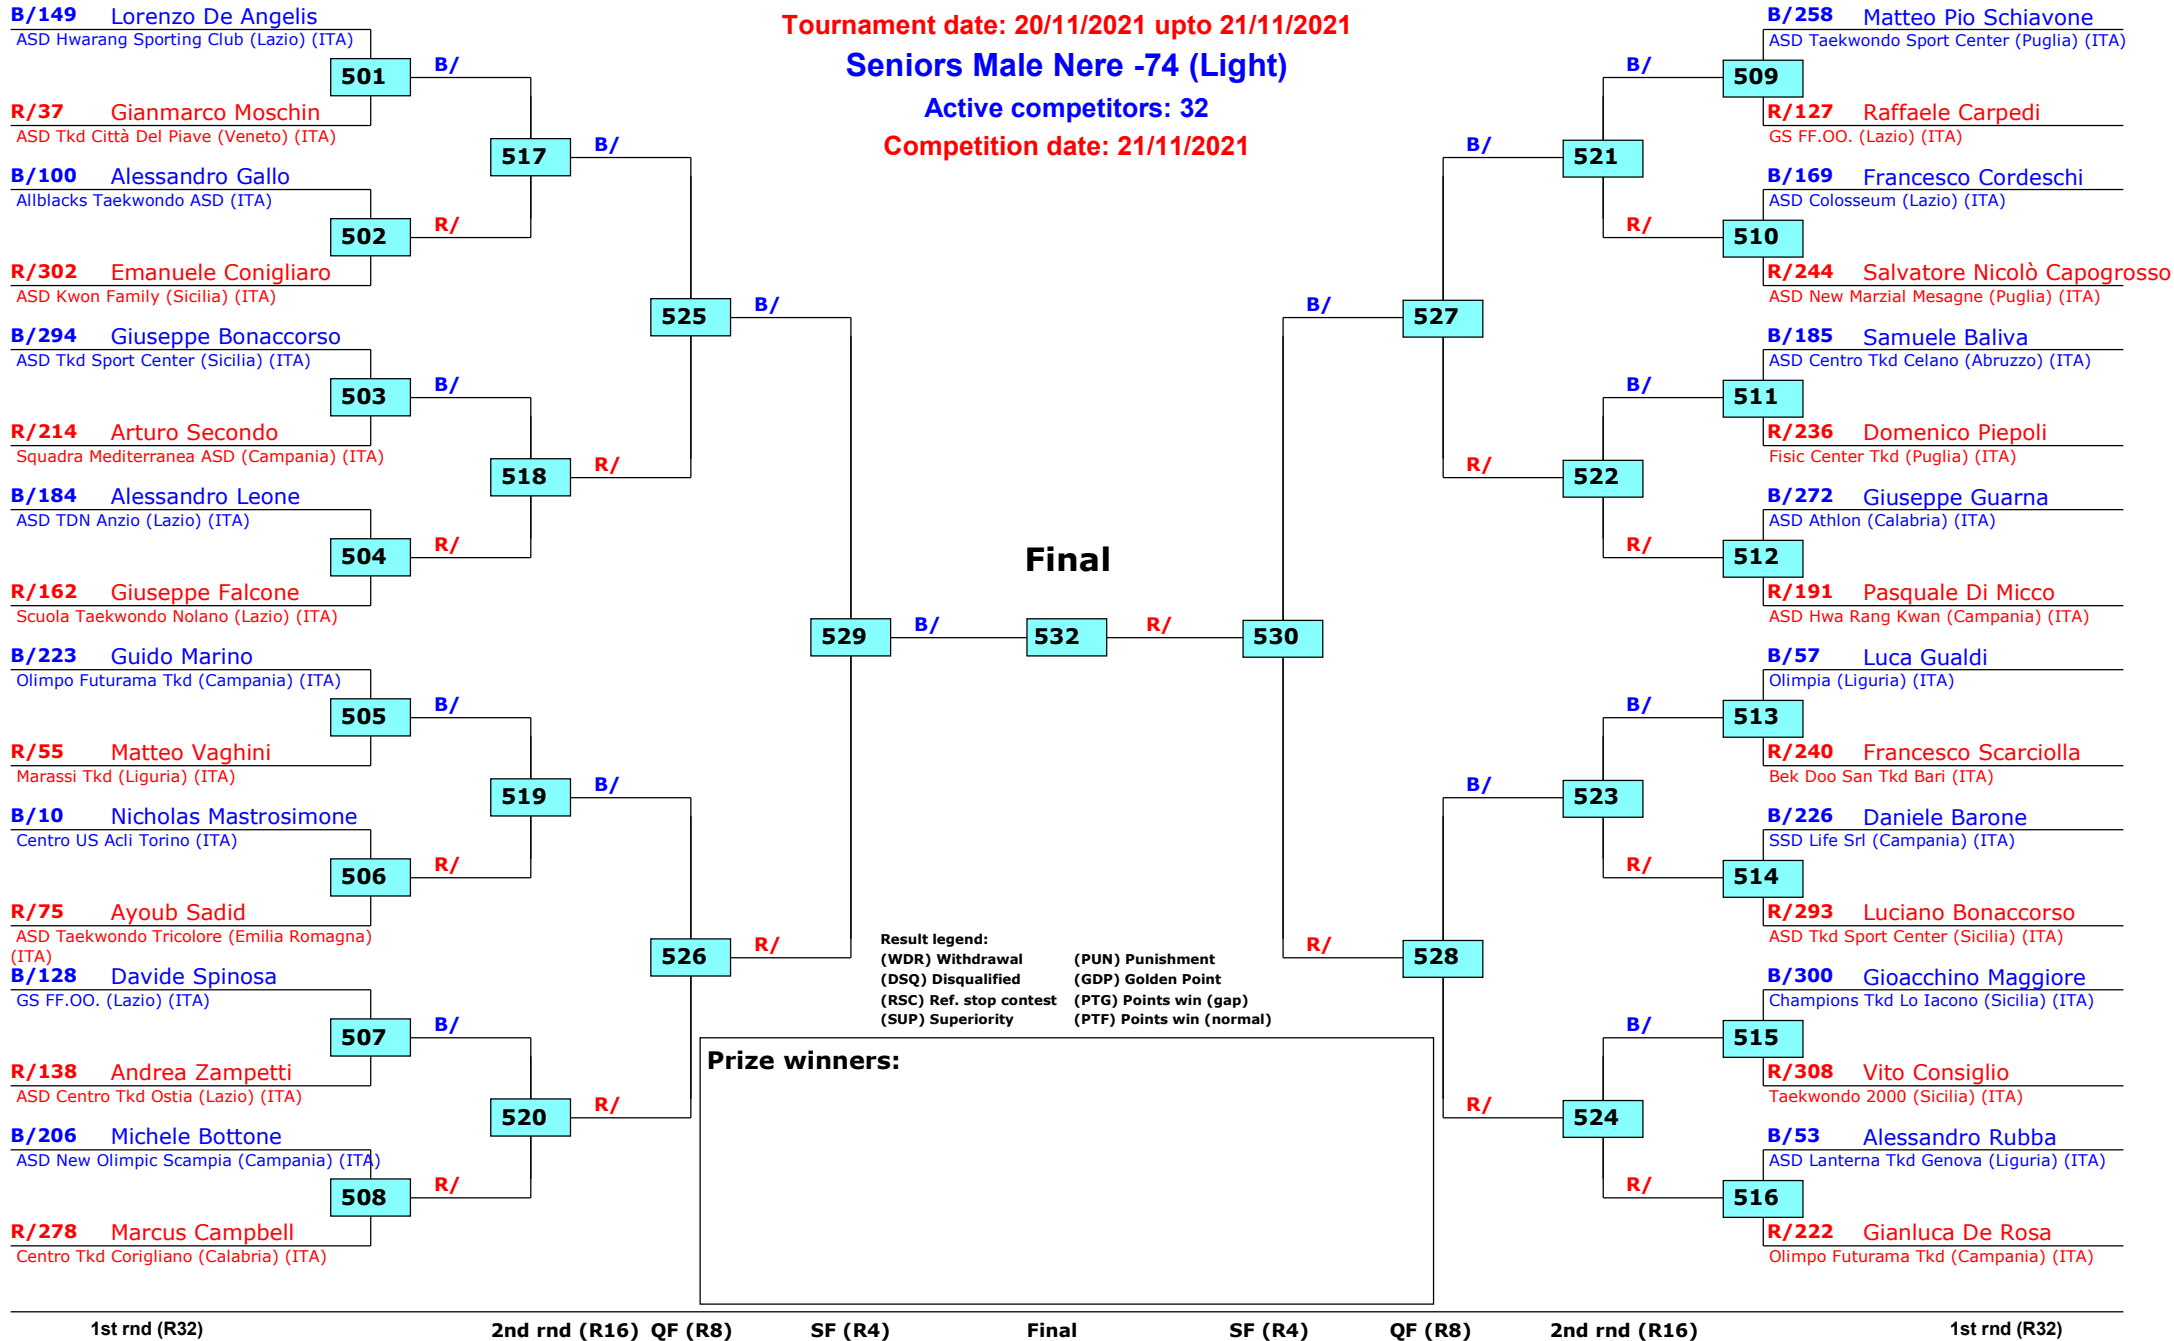 Tournament date: 20/11/2021 upto 21/11/2021
Seniors Male Nere -74 (Light)
Active competitors: 32
Competition date: 21/11/2021
B/149 Lorenzo De Angelis
ASD Hwarang Sporting Club (Lazio) (ITA)
501
B/
R/37 Gianmarco Moschin
ASD Tkd Città Del Piave (Veneto) (ITA)
517
B/
B/100 Alessandro Gallo
Allblacks Taekwondo ASD (ITA)
502
R/
R/302 Emanuele Conigliaro
ASD Kwon Family (Sicilia) (ITA)
525
B/
B/294 Giuseppe Bonaccorso
ASD Tkd Sport Center (Sicilia) (ITA)
503
B/
R/214 Arturo Secondo
Squadra Mediterranea ASD (Campania) (ITA)
518
R/
B/184 Alessandro Leone
ASD TDN Anzio (Lazio) (ITA)
504
R/
R/162 Giuseppe Falcone
Scuola Taekwondo Nolano (Lazio) (ITA)
529
B/
B/223 Guido Marino
Olimpo Futurama Tkd (Campania) (ITA)
505
B/
R/55 Matteo Vaghini
Marassi Tkd (Liguria) (ITA)
519
B/
B/10 Nicholas Mastrosimone
Centro US Acli Torino (ITA)
506
R/
R/75 Ayoub Sadid
ASD Taekwondo Tricolore (Emilia Romagna)
(ITA)
526
R/
B/128 Davide Spinosa
GS FF.OO. (Lazio) (ITA)
507
B/
R/138 Andrea Zampetti
ASD Centro Tkd Ostia (Lazio) (ITA)
520
R/
B/206 Michele Bottone
ASD New Olimpic Scampia (Campania) (ITA)
508
R/
R/278 Marcus Campbell
Centro Tkd Corigliano (Calabria) (ITA)
Final
532
R/
530
B/258 Matteo Pio Schiavone
ASD Taekwondo Sport Center (Puglia) (ITA)
B/
509
R/127 Raffaele Carpedi
GS FF.OO. (Lazio) (ITA)
B/
521
B/169 Francesco Cordeschi
ASD Colosseum (Lazio) (ITA)
R/
510
R/244 Salvatore Nicolò Capogrosso
ASD New Marzial Mesagne (Puglia) (ITA)
B/
527
B/185 Samuele Baliva
ASD Centro Tkd Celano (Abruzzo) (ITA)
B/
511
R/236 Domenico Piepoli
Fisic Center Tkd (Puglia) (ITA)
R/
522
B/272 Giuseppe Guarna
ASD Athlon (Calabria) (ITA)
R/
512
R/191 Pasquale Di Micco
ASD Hwa Rang Kwan (Campania) (ITA)
B/57 Luca Gualdi
Olimpia (Liguria) (ITA)
B/
513
R/240 Francesco Scarciolla
Bek Doo San Tkd Bari (ITA)
B/
523
B/226 Daniele Barone
SSD Life Srl (Campania) (ITA)
R/
514
R/293 Luciano Bonaccorso
ASD Tkd Sport Center (Sicilia) (ITA)
R/
528
B/300 Gioacchino Maggiore
Champions Tkd Lo Iacono (Sicilia) (ITA)
B/
515
R/308 Vito Consiglio
Taekwondo 2000 (Sicilia) (ITA)
R/
524
B/53 Alessandro Rubba
ASD Lanterna Tkd Genova (Liguria) (ITA)
R/
516
R/222 Gianluca De Rosa
Olimpo Futurama Tkd (Campania) (ITA)
Result legend:
(WDR) Withdrawal (PUN) Punishment
(DSQ) Disqualified (GDP) Golden Point
(RSC) Ref. stop contest (PTG) Points win (gap)
(SUP) Superiority (PTF) Points win (normal)
Prize winners:
1st rnd (R32) 2nd rnd (R16) QF (R8) SF (R4) Final SF (R4) QF (R8) 2nd rnd (R16) 1st rnd (R32)